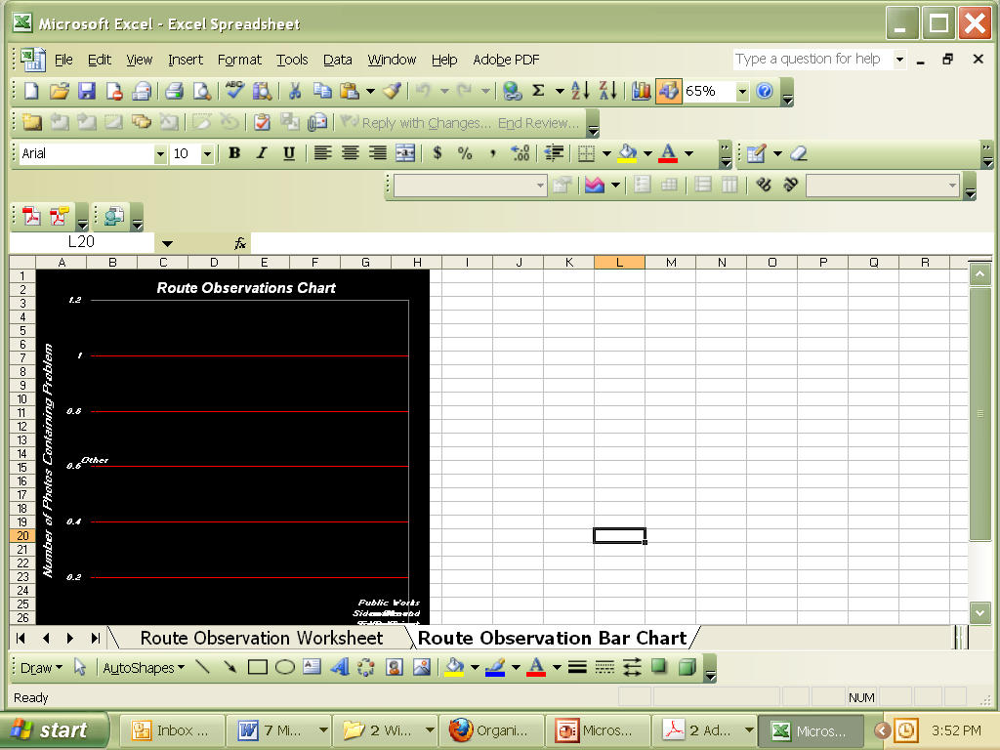 Microsoft Excel - Excel Spreadsheet
File Edit View Insert Format Tools Data Window Help Adobe PDF
Type a question for help
Σ 65%
Reply with Changes... End Review...
Arial 10 B I U $ % ,
L20 fx
A B C D E F G H I J K L M N O P Q R
1
2
3
4
5
6
7
8
9
10
11
12
13
14
15
16
17
18
19
20
21
22
23
24
25
26
Route Observations Chart
Number of Photos Containing Problem
1.2
1
0.8
0.6
0.4
0.2
Other
Public Works
Route Observation Worksheet Route Observation Bar Chart
Draw AutoShapes
Ready NUM
start Inbox ... 7 Mi... 2 Wi... Organi... Micros... 2 Ad... Micros... 3:52 PM